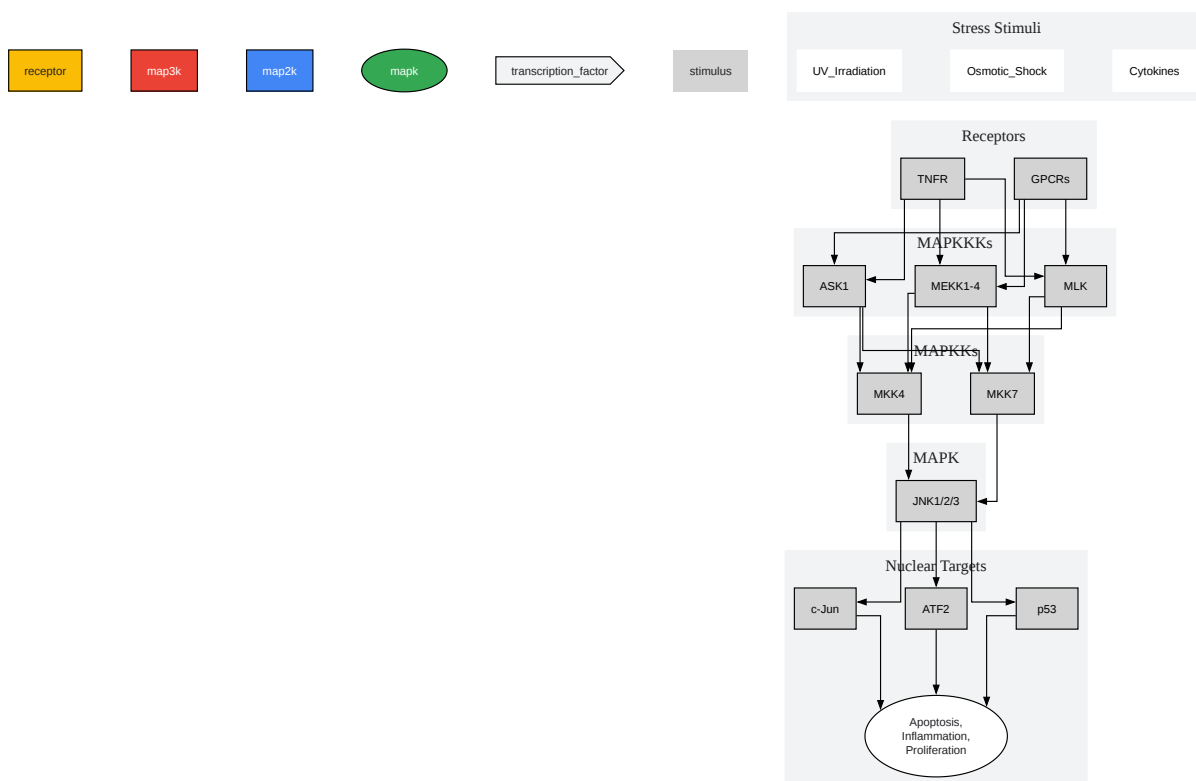 Stress Stimuli
receptor
map3k
map2k
mapk
transcription_factor
stimulus
UV_Irradiation
Osmotic_Shock
Cytokines
Receptors
TNFR
GPCRs
MAPKKKs
ASK1
MEKK1-4
MLK
MAPKKs
MKK4
MKK7
MAPK
JNK1/2/3
Nuclear Targets
c-Jun
ATF2
p53
Apoptosis,
Inflammation,
Proliferation